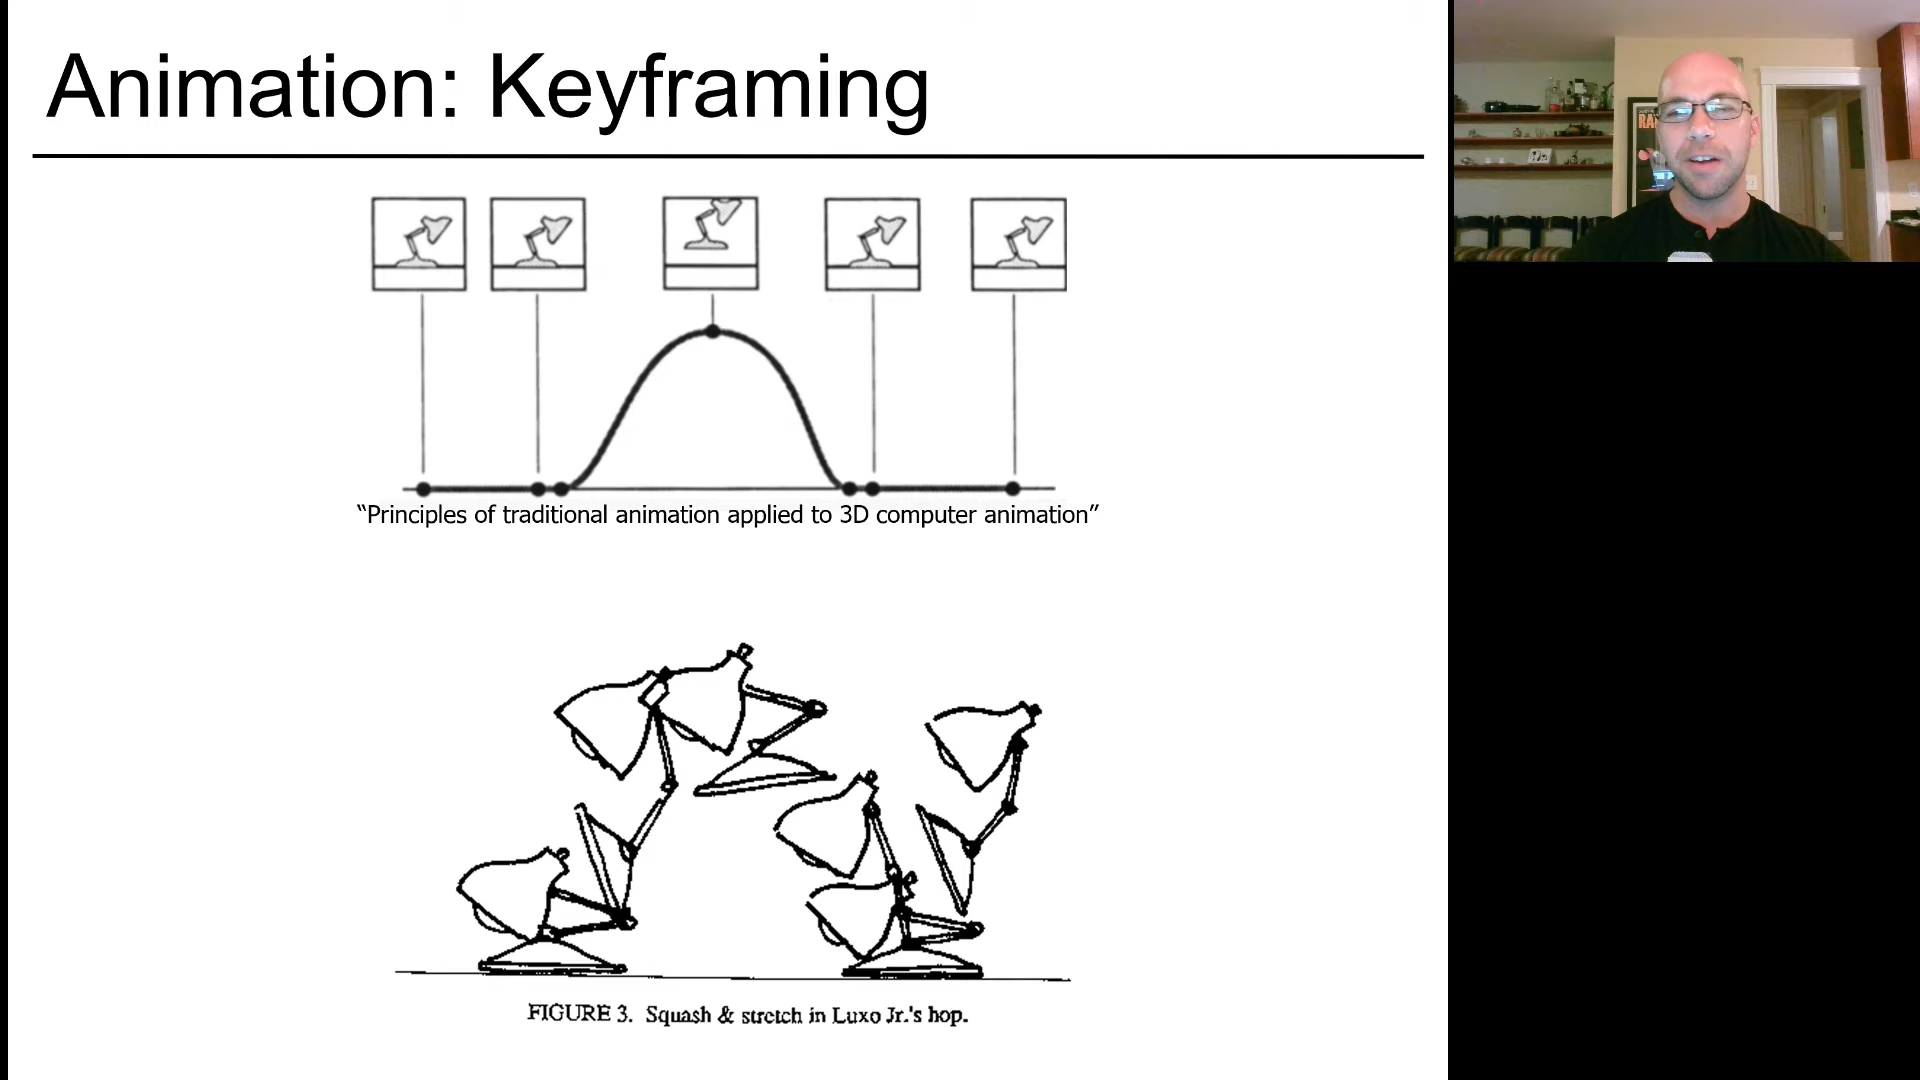 Animation: Keyframing
“Principles of traditional animation applied to 3D computer animation”
FIGURE 3. Squash & stretch in Luxo Jr.'s hop.
RA